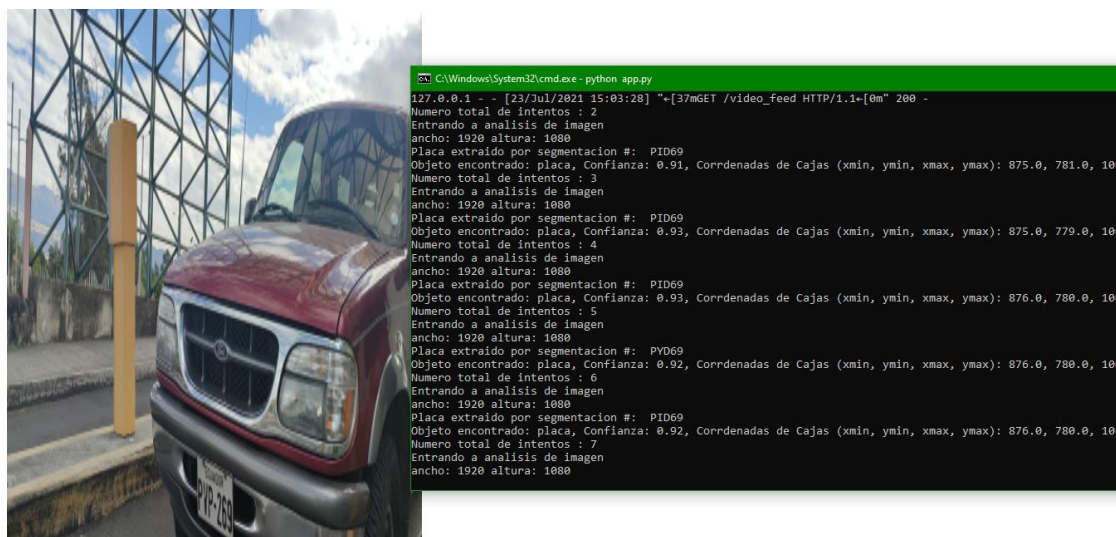 ECUADOR
PVP-269
C:\Windows\System32\cmd.exe - python app.py
127.0.0.1 - - [23/Jul/2021 15:03:28] "←[37mGET /video_feed HTTP/1.1←[0m" 200 -
Numero total de intentos : 2
Entrando a analisis de imagen
ancho: 1920 altura: 1080
Placa extraido por segmentacion #:  PID69
Objeto encontrado: placa, Confianza: 0.91, Corrdenadas de Cajas (xmin, ymin, xmax, ymax): 875.0, 781.0, 10
Numero total de intentos : 3
Entrando a analisis de imagen
ancho: 1920 altura: 1080
Placa extraido por segmentacion #:  PID69
Objeto encontrado: placa, Confianza: 0.93, Corrdenadas de Cajas (xmin, ymin, xmax, ymax): 875.0, 779.0, 10
Numero total de intentos : 4
Entrando a analisis de imagen
ancho: 1920 altura: 1080
Placa extraido por segmentacion #:  PID69
Objeto encontrado: placa, Confianza: 0.93, Corrdenadas de Cajas (xmin, ymin, xmax, ymax): 876.0, 780.0, 10
Numero total de intentos : 5
Entrando a analisis de imagen
ancho: 1920 altura: 1080
Placa extraido por segmentacion #:  PYD69
Objeto encontrado: placa, Confianza: 0.92, Corrdenadas de Cajas (xmin, ymin, xmax, ymax): 876.0, 780.0, 10
Numero total de intentos : 6
Entrando a analisis de imagen
ancho: 1920 altura: 1080
Placa extraido por segmentacion #:  PID69
Objeto encontrado: placa, Confianza: 0.92, Corrdenadas de Cajas (xmin, ymin, xmax, ymax): 876.0, 780.0, 10
Numero total de intentos : 7
Entrando a analisis de imagen
ancho: 1920 altura: 1080